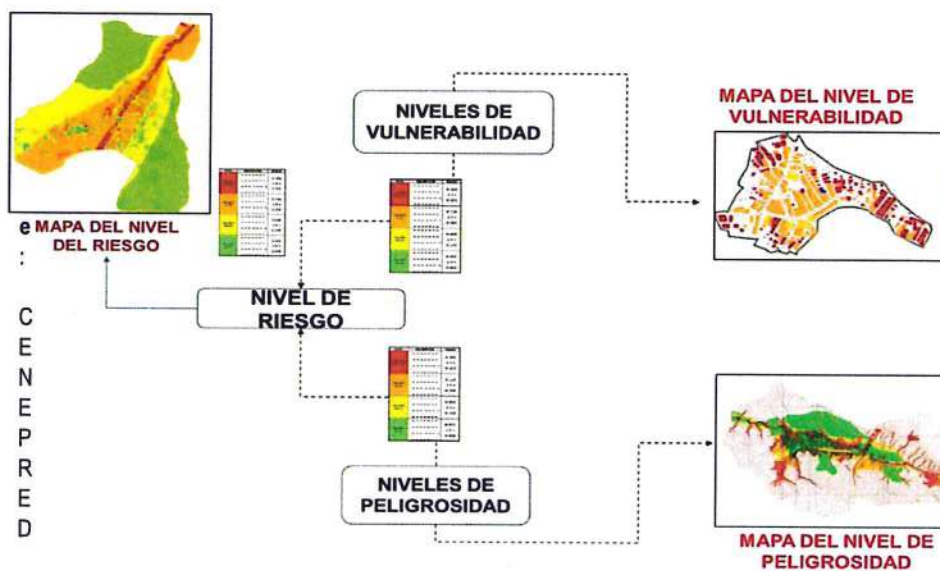 NIVELES DE
VULNERABILIDAD
MAPA DEL NIVEL DE
VULNERABILIDAD
e MAPA DEL NIVEL
DEL RIESGO
:
NIVEL DE
RIESGO
C
E
N
E
P
R
E
D
NIVELES DE
PELIGROSIDAD
MAPA DEL NIVEL DE
PELIGROSIDAD